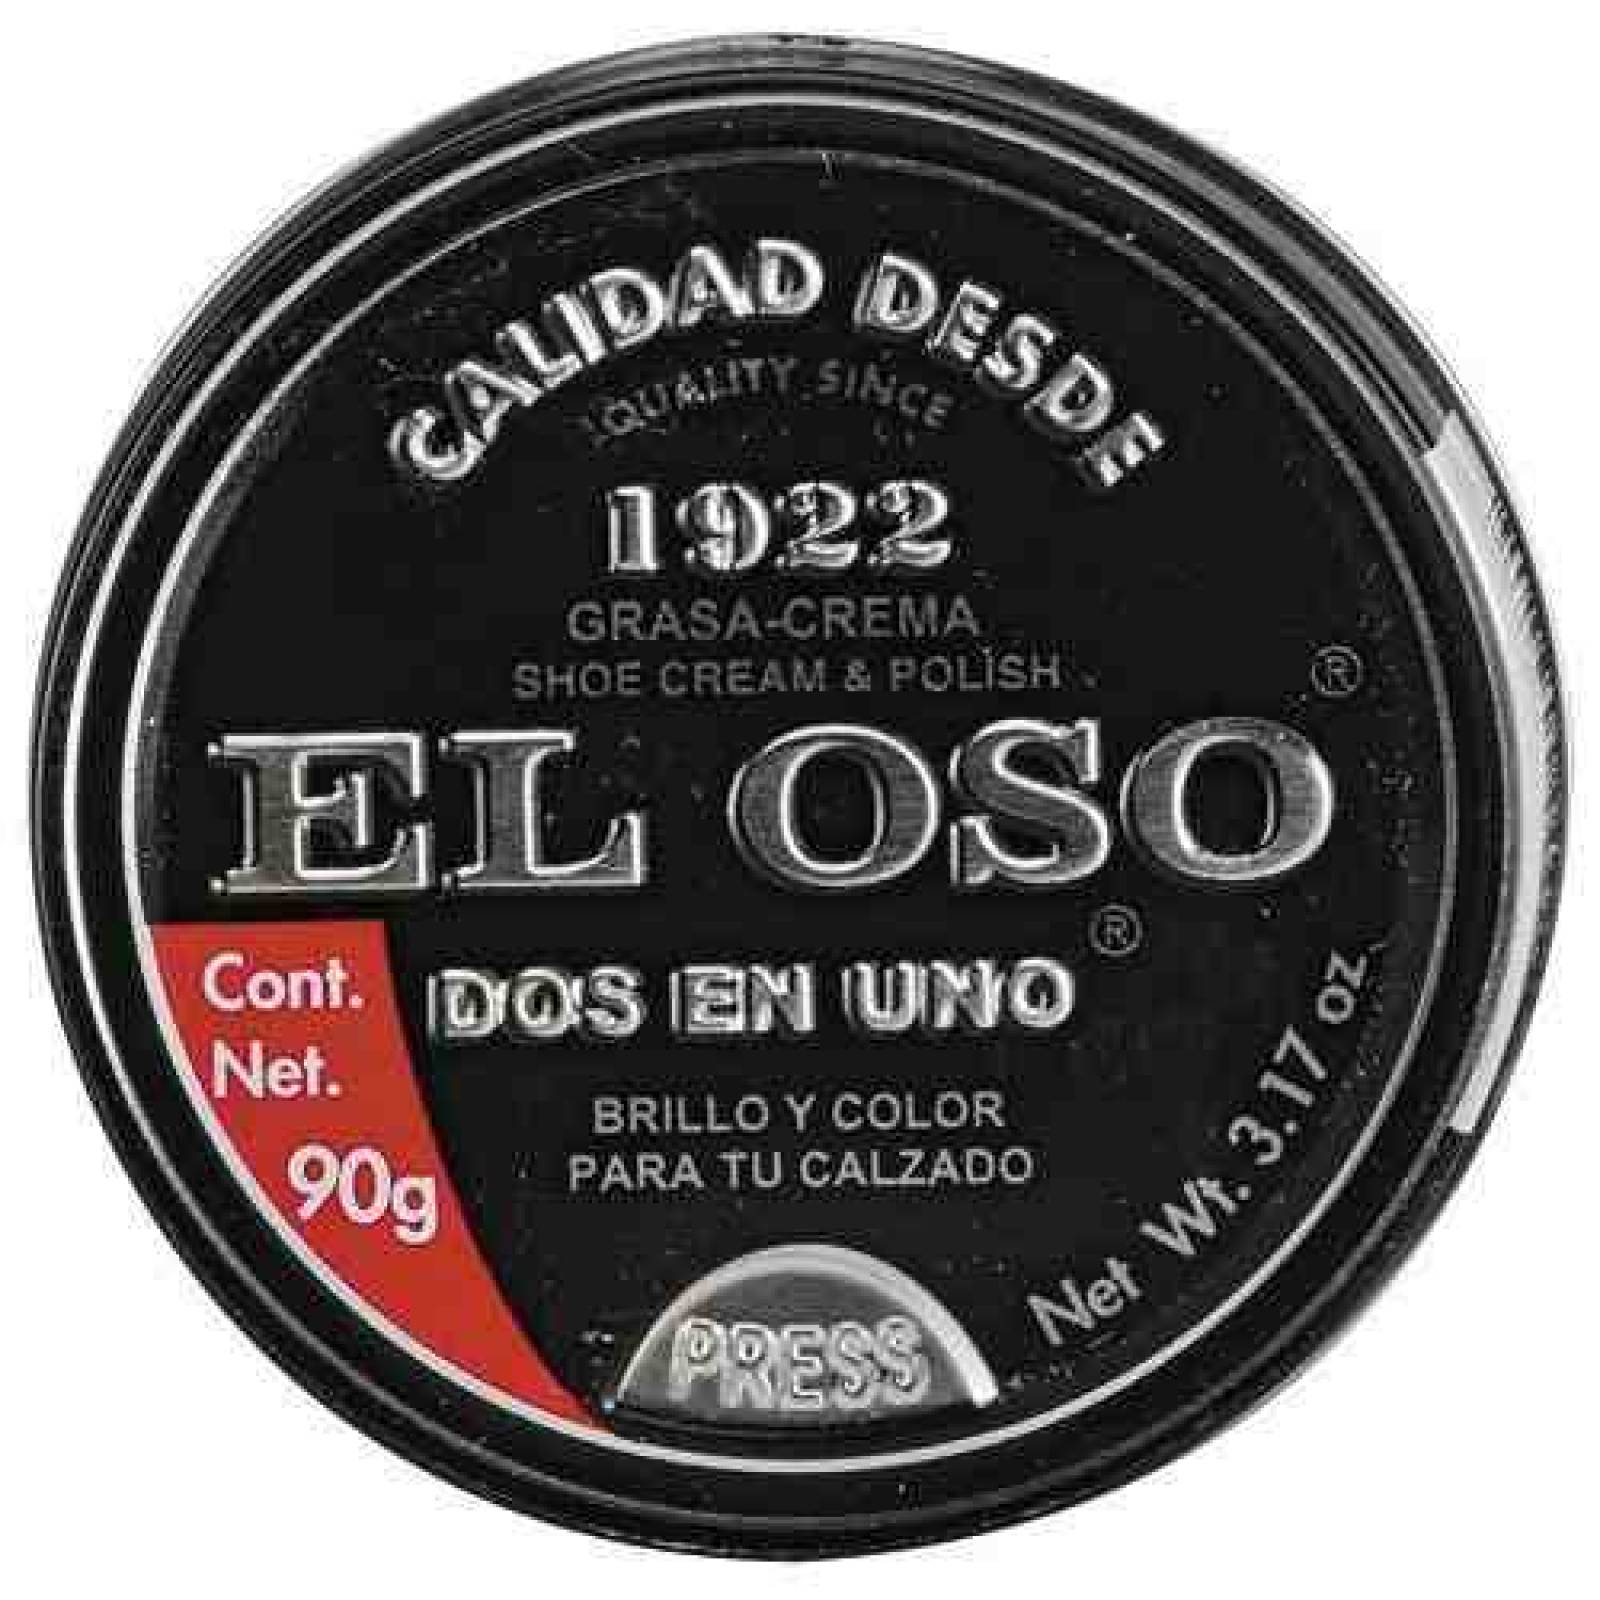 CALIDAD DESDE
QUALITY SINCE
1922
GRASA-CREMA
SHOE CREAM & POLISH
EL OSO®
DOS EN UNO®
BRILLO Y COLOR
PARA TU CALZADO
Cont.
Net.
90g
Net Wt. 3.17 oz.
PRESS